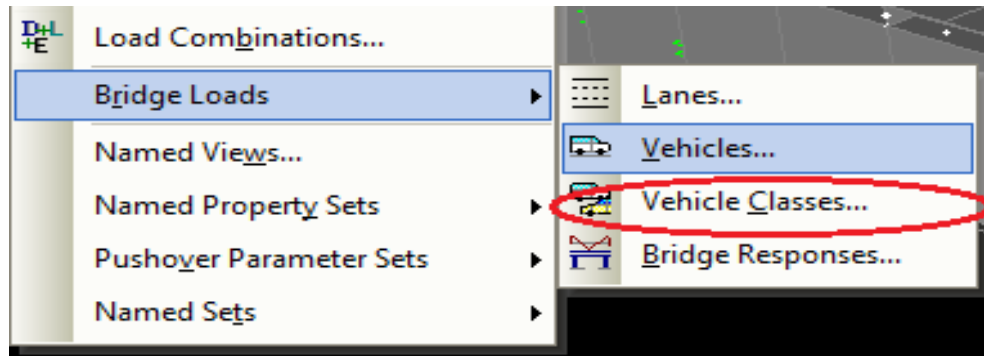 D+L
+E
Load Combinations...
Bridge Loads
Named Views...
Named Property Sets
Pushover Parameter Sets
Named Sets
Lanes...
Vehicles...
Vehicle Classes...
Bridge Responses...